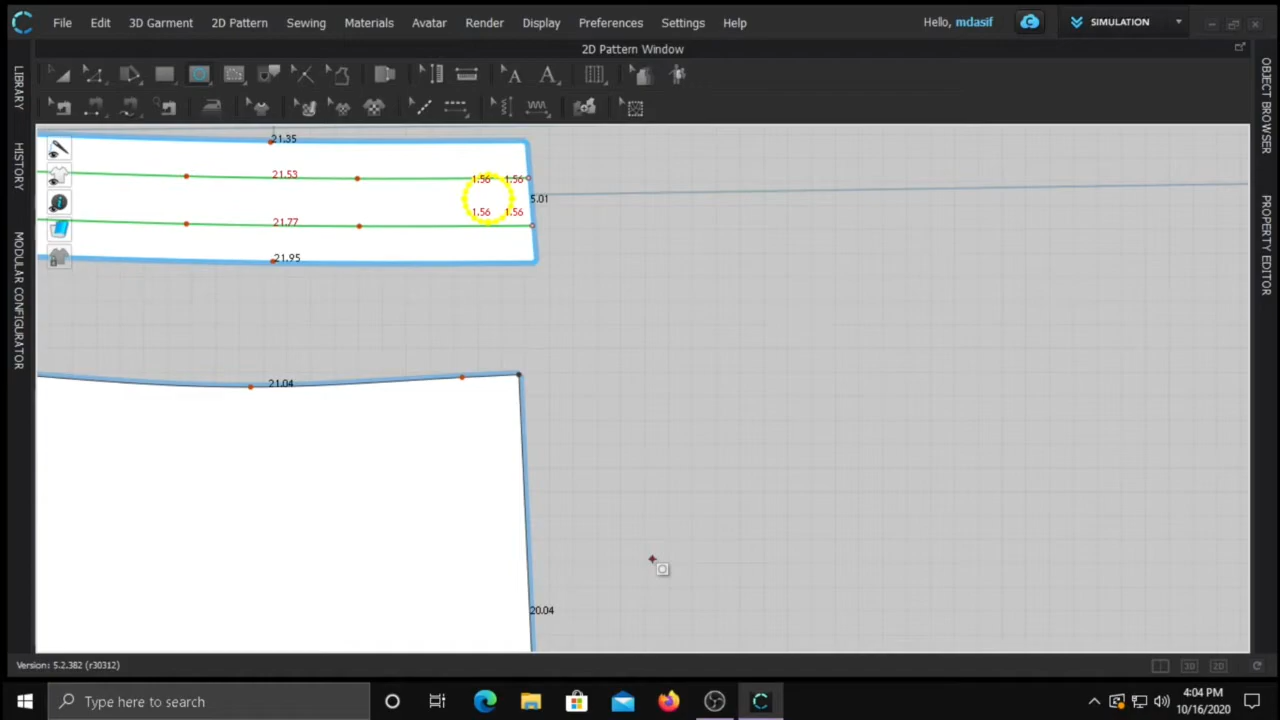 File Edit 3D Garment 2D Pattern Sewing Materials Avatar Render Display Preferences Settings Help Hello, mdasif SIMULATION
2D Pattern Window
LIBRARY
HISTORY
MODULAR CONFIGURATOR
OBJECT BROWSER
PROPERTY EDITOR
21.35
21.53
1.56 1.56
5.01
1.56 1.56
21.77
21.95
21.04
20.04
Version: 5.2.382 (r30312)
3D 2D
Type here to search
4:04 PM
10/16/2020